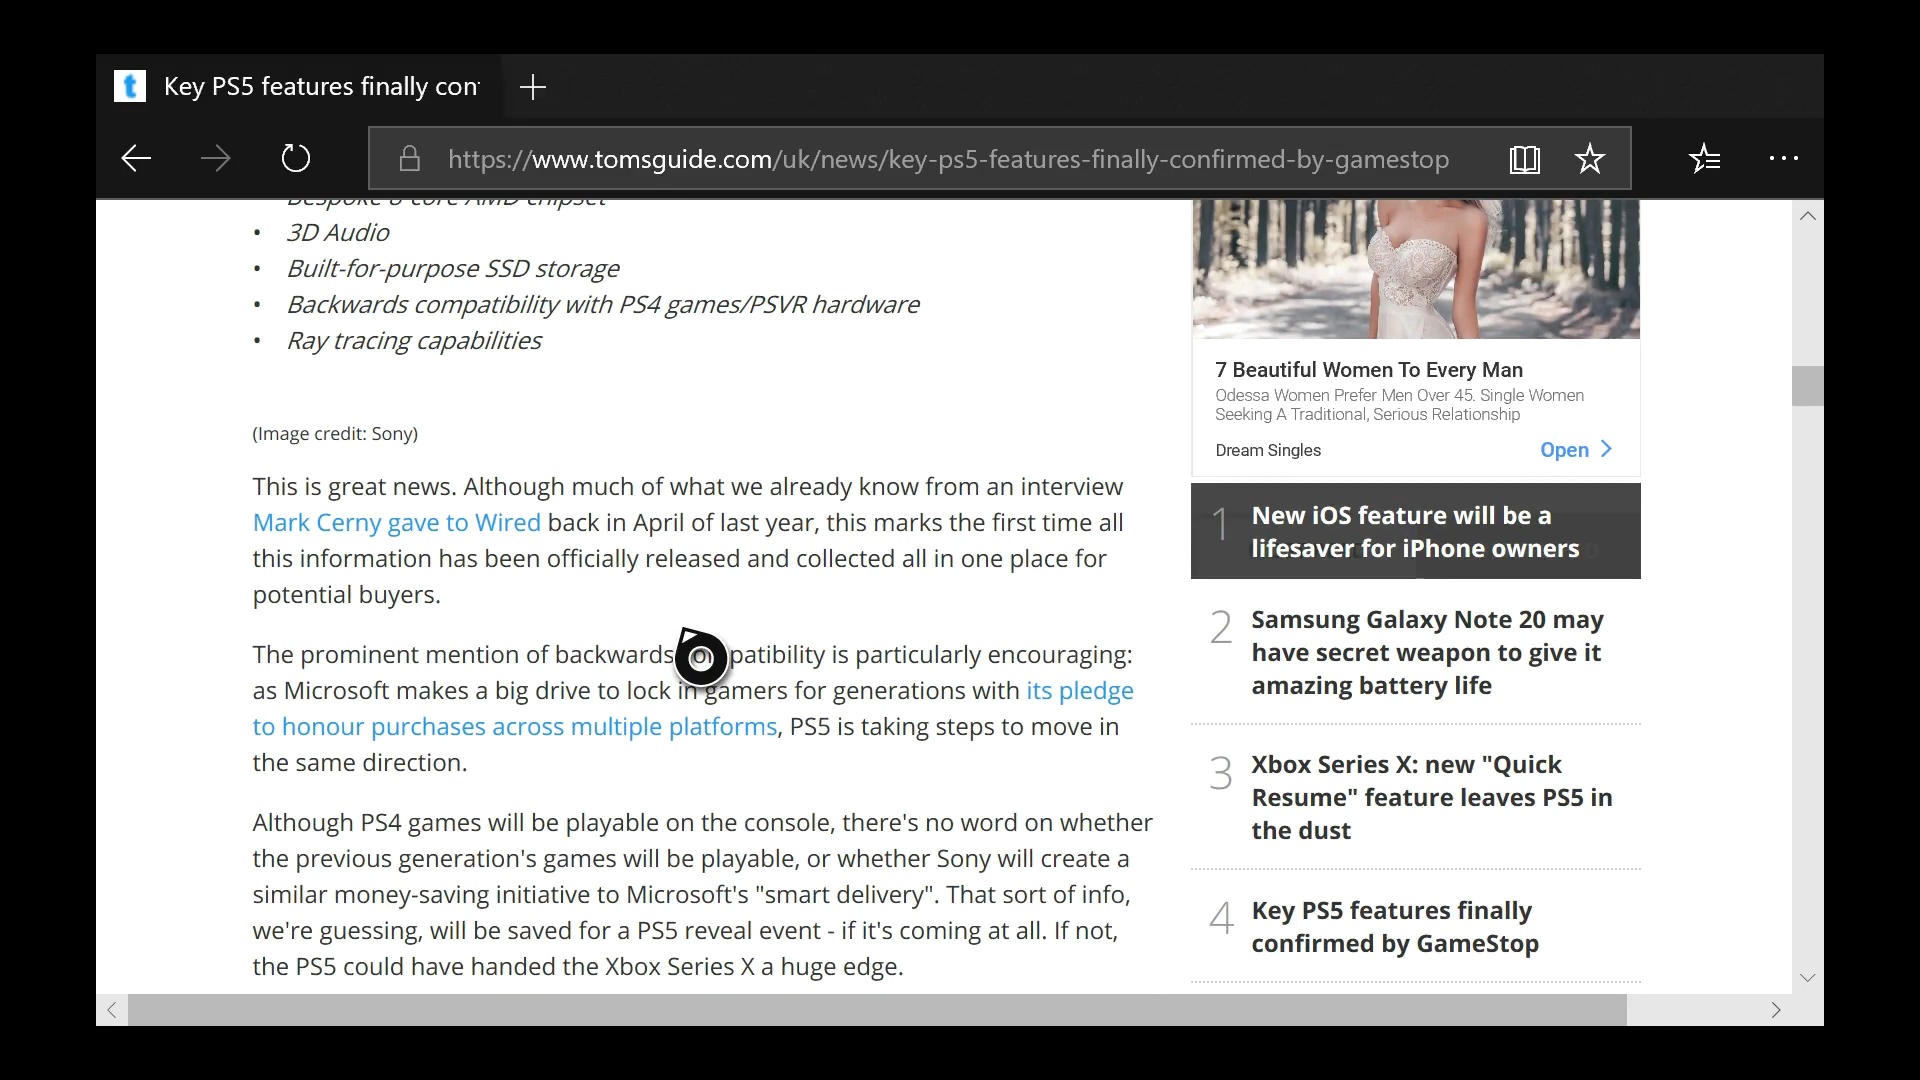 t Key PS5 features finally con
https://www.tomsguide.com/uk/news/key-ps5-features-finally-confirmed-by-gamestop
Bespoke 8-core AMD chipset
• 3D Audio
• Built-for-purpose SSD storage
• Backwards compatibility with PS4 games/PSVR hardware
• Ray tracing capabilities
(Image credit: Sony)
This is great news. Although much of what we already know from an interview
Mark Cerny gave to Wired back in April of last year, this marks the first time all
this information has been officially released and collected all in one place for
potential buyers.
The prominent mention of backwards compatibility is particularly encouraging:
as Microsoft makes a big drive to lock in gamers for generations with its pledge
to honour purchases across multiple platforms, PS5 is taking steps to move in
the same direction.
Although PS4 games will be playable on the console, there's no word on whether
the previous generation's games will be playable, or whether Sony will create a
similar money-saving initiative to Microsoft's "smart delivery". That sort of info,
we're guessing, will be saved for a PS5 reveal event - if it's coming at all. If not,
the PS5 could have handed the Xbox Series X a huge edge.
7 Beautiful Women To Every Man
Odessa Women Prefer Men Over 45. Single Women
Seeking A Traditional, Serious Relationship
Dream Singles
Open
1 New iOS feature will be a
lifesaver for iPhone owners
2 Samsung Galaxy Note 20 may
have secret weapon to give it
amazing battery life
3 Xbox Series X: new "Quick
Resume" feature leaves PS5 in
the dust
4 Key PS5 features finally
confirmed by GameStop